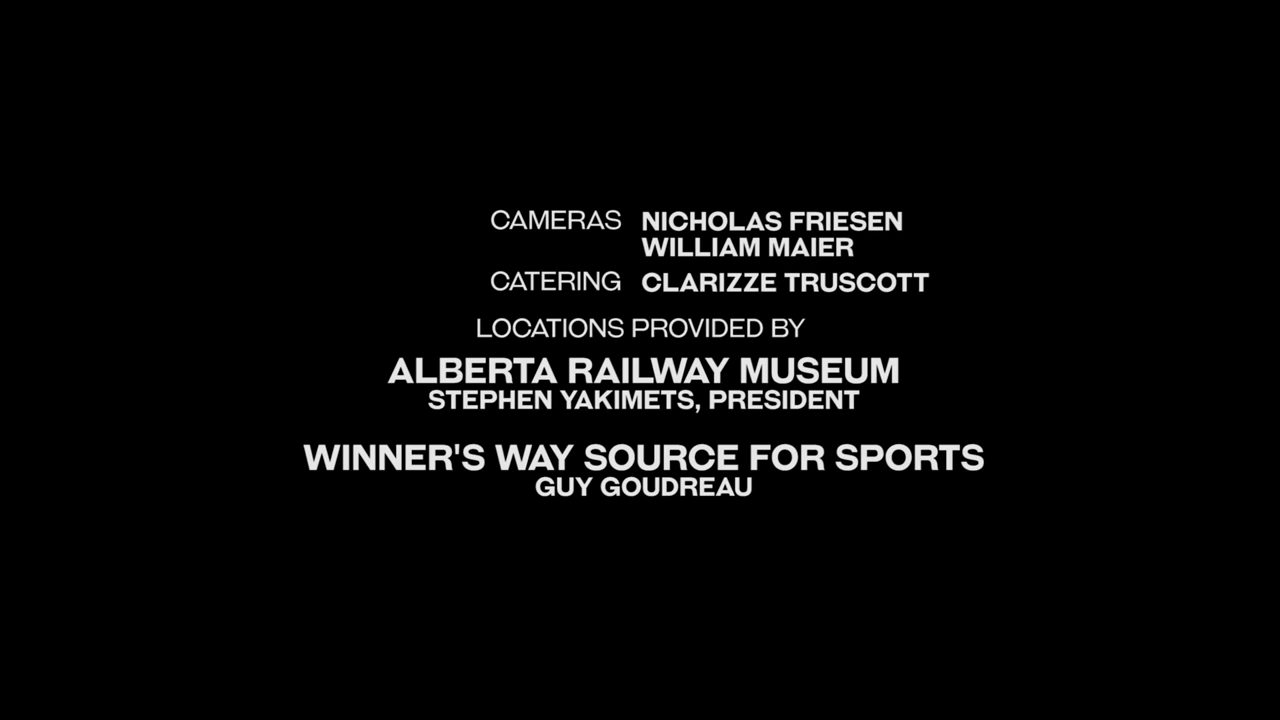 CAMERAS NICHOLAS FRIESEN
WILLIAM MAIER
CATERING CLARIZZE TRUSCOTT
LOCATIONS PROVIDED BY
ALBERTA RAILWAY MUSEUM
STEPHEN YAKIMETS, PRESIDENT
WINNER'S WAY SOURCE FOR SPORTS
GUY GOUDREAU